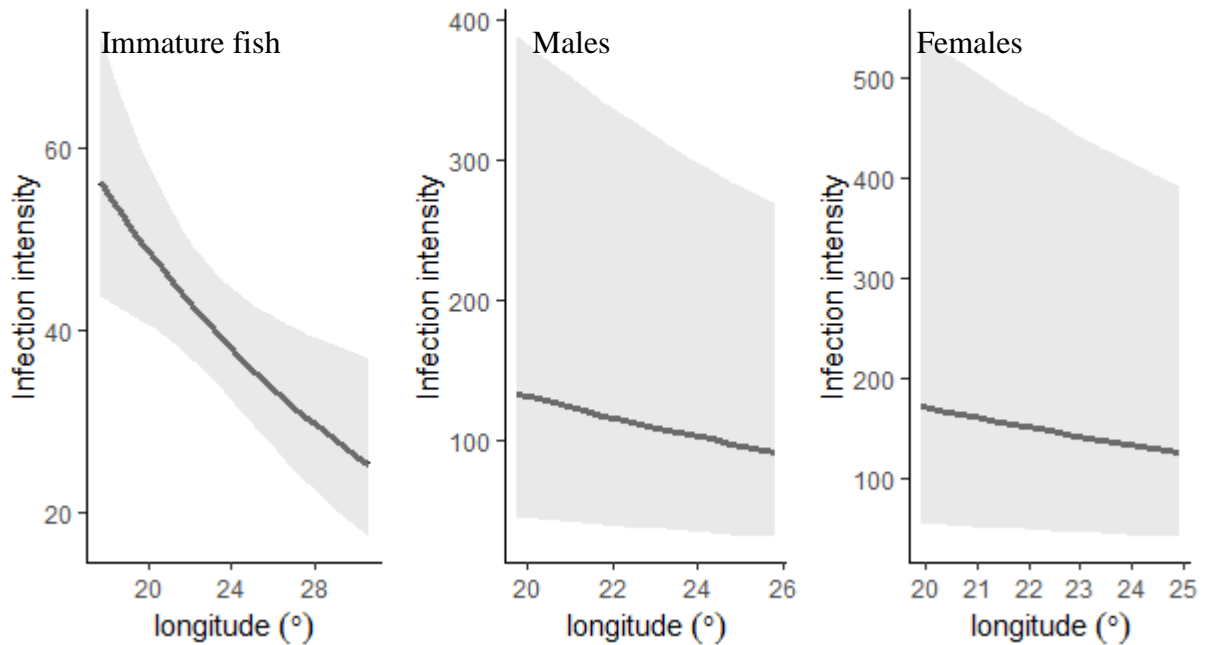 Immature fish
Infection intensity
60
40
20
20 24 28
longitude (°)
Males
Infection intensity
400
300
200
100
20 22 24 26
longitude (°)
Females
Infection intensity
500
400
300
200
100
20 21 22 23 24 25
longitude (°)